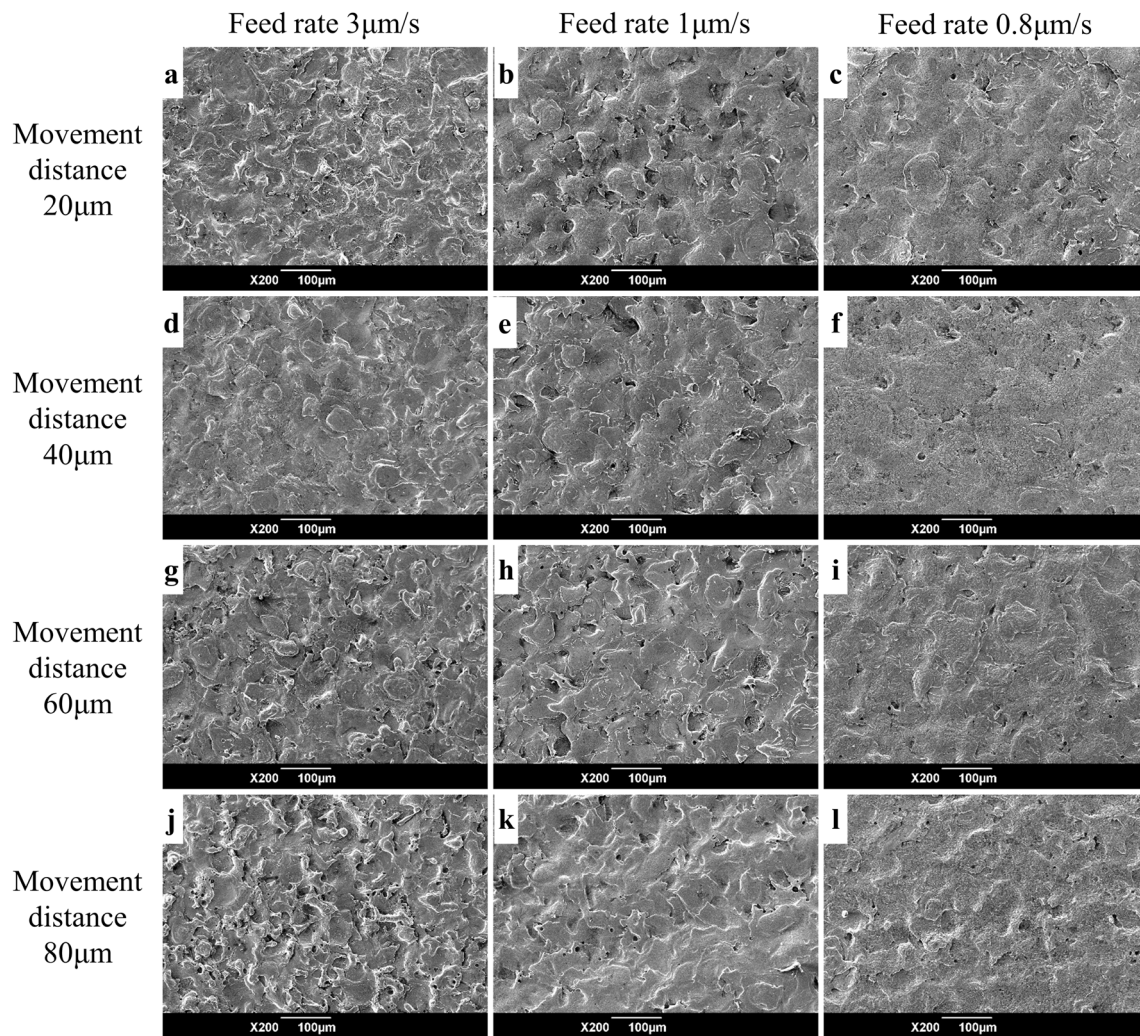 Feed rate 3μm/s Feed rate 1μm/s Feed rate 0.8μm/s
Movement
distance
20μm
a b c
X200 100μm X200 100μm X200 100μm
Movement
distance
40μm
d e f
X200 100μm X200 100μm X200 100μm
Movement
distance
60μm
g h i
X200 100μm X200 100μm X200 100μm
Movement
distance
80μm
j k l
X200 100μm X200 100μm X200 100μm